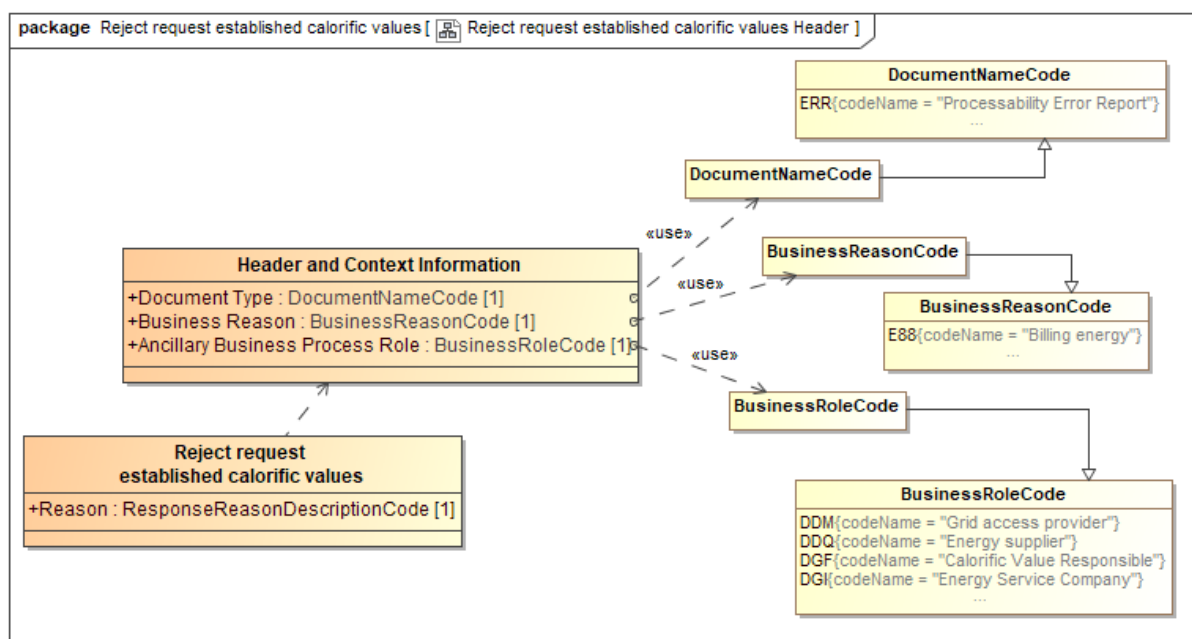 package Reject request established calorific values [ Reject request established calorific values Header ]
DocumentNameCode
ERR{codeName = "Processability Error Report"}
...
DocumentNameCode
«use»
BusinessReasonCode
«use»
Header and Context Information
+Document Type : DocumentNameCode [1]
+Business Reason : BusinessReasonCode [1]
+Ancillary Business Process Role : BusinessRoleCode [1]
BusinessReasonCode
E88{codeName = "Billing energy"}
...
«use»
BusinessRoleCode
Reject request
established calorific values
+Reason : ResponseReasonDescriptionCode [1]
BusinessRoleCode
DDM{codeName = "Grid access provider"}
DDQ{codeName = "Energy supplier"}
DGF{codeName = "Calorific Value Responsible"}
DGI{codeName = "Energy Service Company"}
...